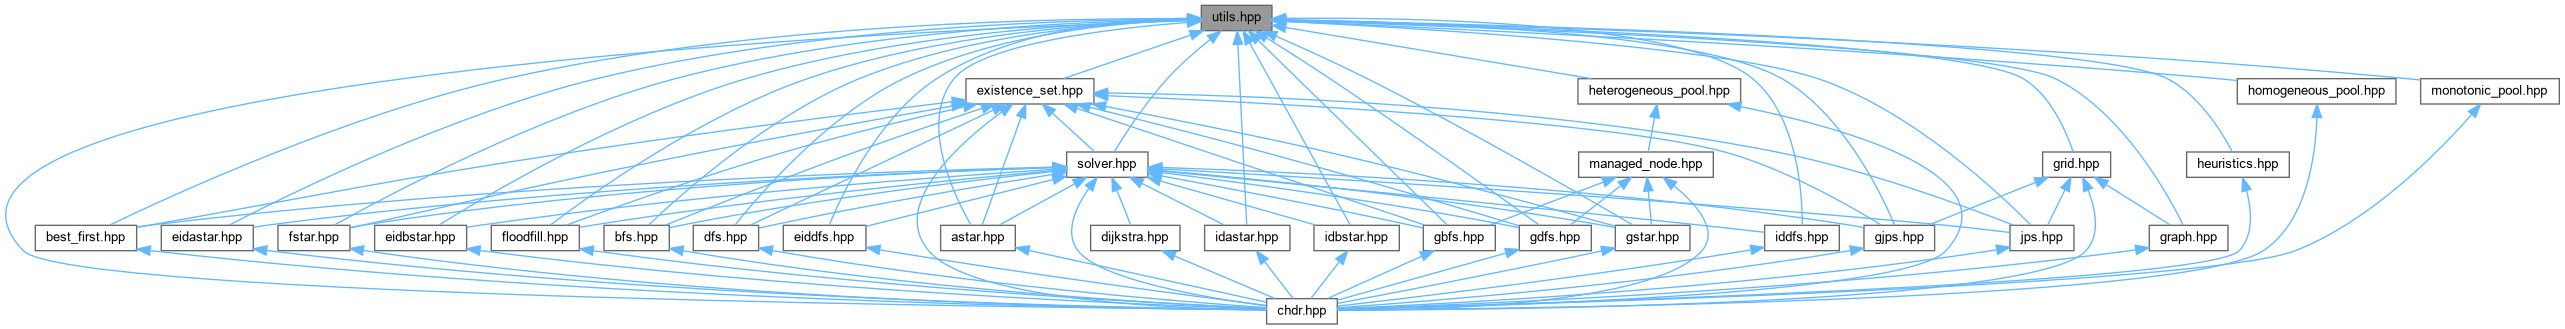 utils.hpp
existence_set.hpp
heterogeneous_pool.hpp
homogeneous_pool.hpp
monotonic_pool.hpp
solver.hpp
managed_node.hpp
grid.hpp
heuristics.hpp
best_first.hpp
eidastar.hpp
fstar.hpp
eidbstar.hpp
floodfill.hpp
bfs.hpp
dfs.hpp
eiddfs.hpp
astar.hpp
dijkstra.hpp
idastar.hpp
idbstar.hpp
gbfs.hpp
gdfs.hpp
gstar.hpp
iddfs.hpp
gjps.hpp
jps.hpp
graph.hpp
chdr.hpp